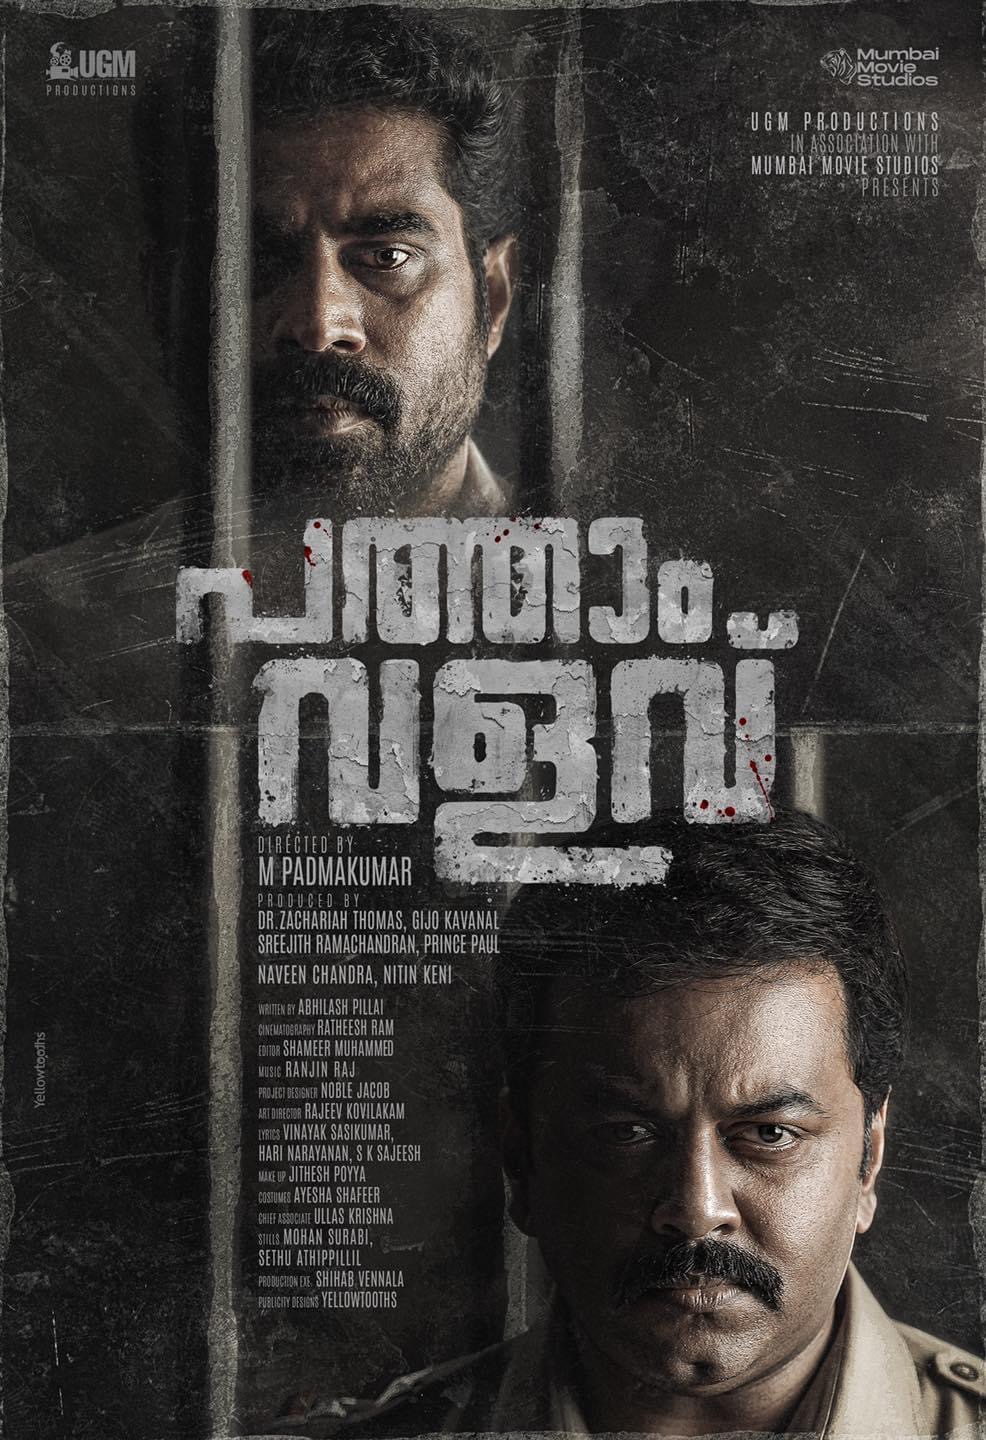 UGM
PRODUCTIONS
Mumbai
Movie
Studios
UGM PRODUCTIONS
IN ASSOCIATION WITH
MUMBAI MOVIE STUDIOS
PRESENTS
പത്താം
വളവ്
DIRECTED BY
M PADMAKUMAR
PRODUCED BY
DR.ZACHARIAH THOMAS, GIJO KAVANAL
SREEJITH RAMACHANDRAN, PRINCE PAUL
NAVEEN CHANDRA, NITIN KENI
WRITTEN BY ABHILASH PILLAI
CINEMATOGRAPHY RATHEESH RAM
EDITOR SHAMEER MUHAMMED
MUSIC RANJIN RAJ
PROJECT DESIGNER NOBLE JACOB
ART DIRECTOR RAJEEV KOVILAKAM
LYRICS VINAYAK SASIKUMAR,
HARI NARAYANAN, S K SAJEESH
MAKE UP JITHESH POYYA
COSTUMES AYESHA SHAFEER
CHIEF ASSOCIATE ULLAS KRISHNA
STILLS MOHAN SURABI,
SETHU ATHIPPILLIL
PRODUCTION EXE. SHIHAB VENNALA
PUBLICITY DESIGNS YELLOWTOOTHS
Yellowtooths